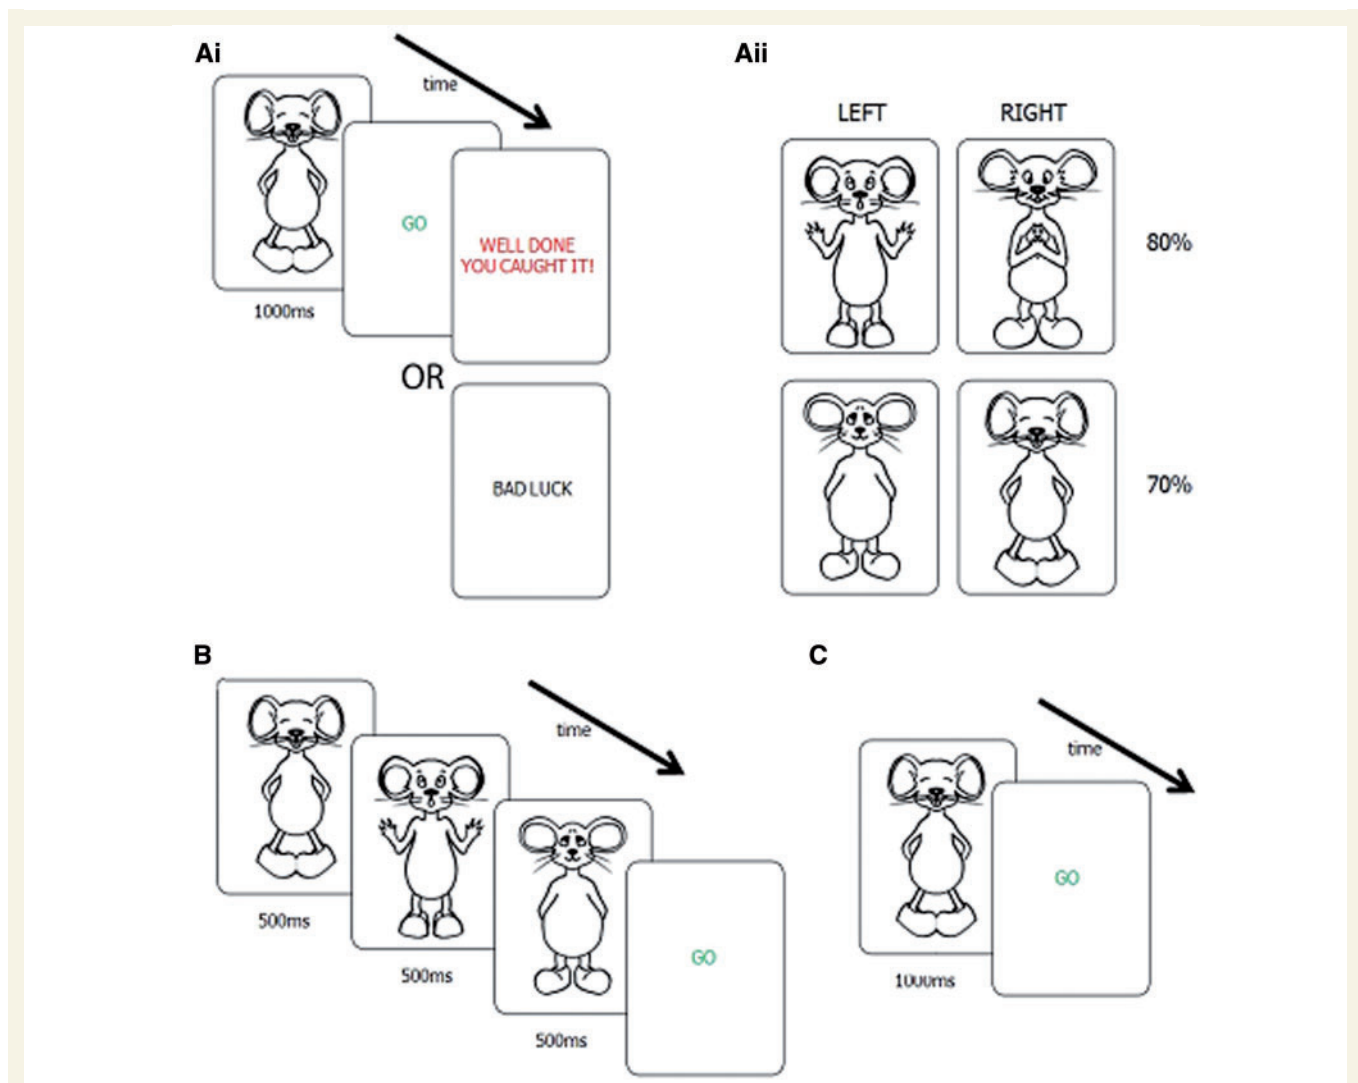 Ai
time
GO
WELL DONE
YOU CAUGHT IT!
1000ms
OR
BAD LUCK
Aii
LEFT
RIGHT
80%
70%
B
time
500ms
500ms
500ms
GO
C
time
GO
1000ms